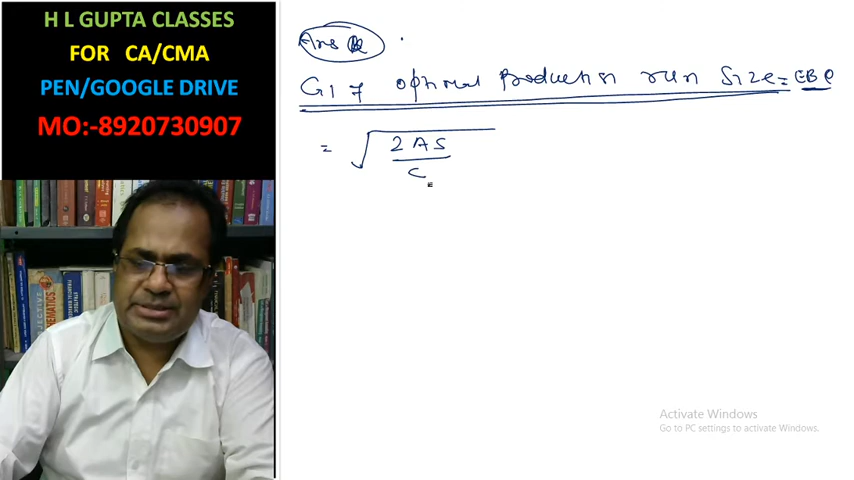 H L GUPTA CLASSES
FOR CA/CMA
PEN/GOOGLE DRIVE
MO:-8920730907
Ans
optimal Production run Size = EBQ
= √ 2AS
C
Activate Windows
Go to PC settings to activate Windows.